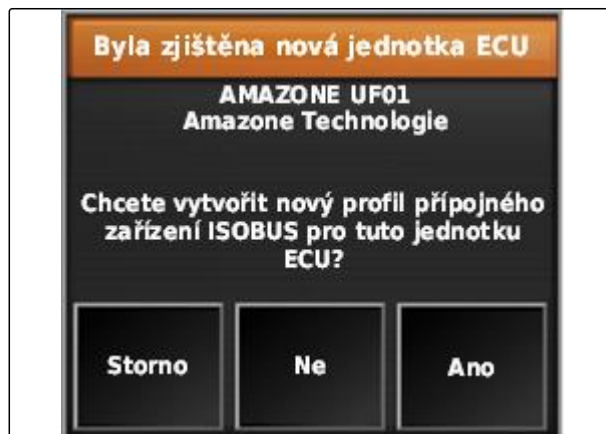 Byla zjištěna nová jednotka ECU
AMAZONE UF01
Amazone Technologie
Chcete vytvořit nový profil přípojného
zařízení ISOBUS pro tuto jednotku
ECU?
Storno
Ne
Ano